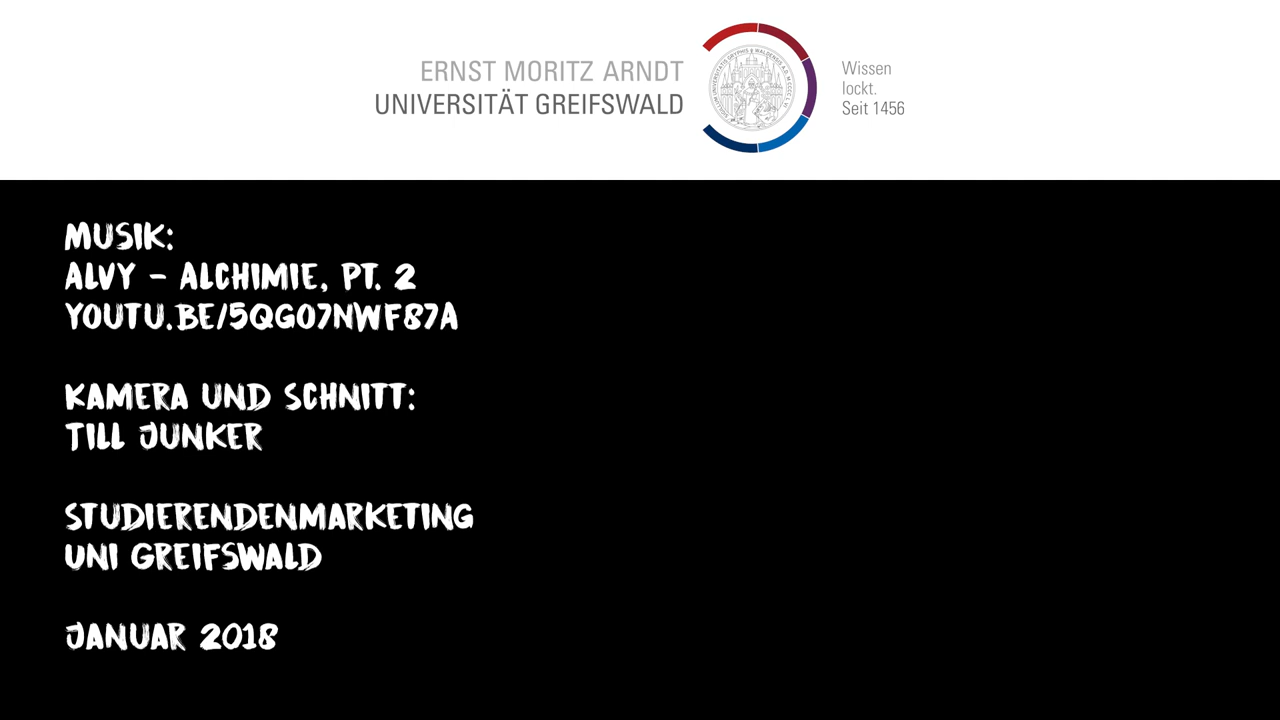 ERNST MORITZ ARNDT
UNIVERSITÄT GREIFSWALD
Wissen
lockt.
Seit 1456
MUSIK:
ALVY - ALCHIMIE, PT. 2
YOUTU.BE/5QGO7NWF87A
KAMERA UND SCHNITT:
TILL JUNKER
STUDIERENDENMARKETING
UNI GREIFSWALD
JANUAR 2018